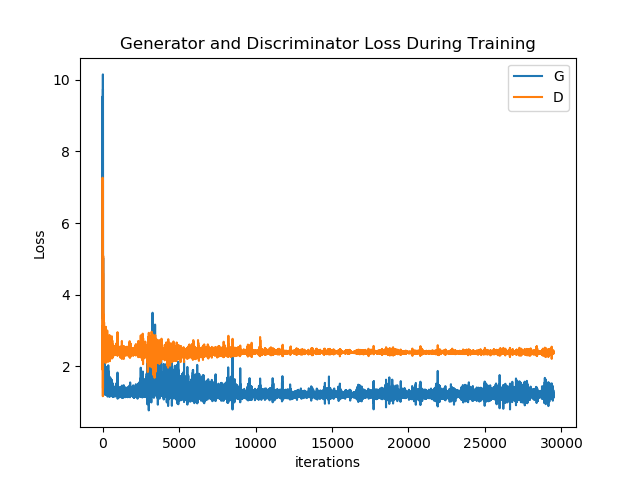 Generator and Discriminator Loss During Training
G
D
Loss
10
8
6
4
2
0
5000
10000
15000
20000
25000
30000
iterations